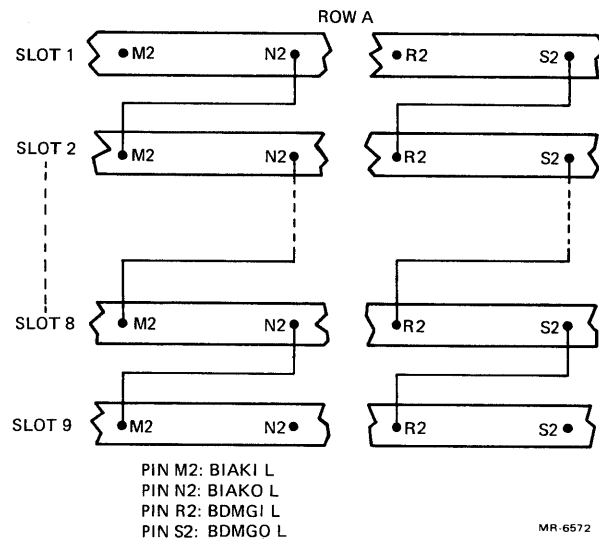 ROW A
SLOT 1 M2 N2 R2 S2
SLOT 2 M2 N2 R2 S2
SLOT 8 M2 N2 R2 S2
SLOT 9 M2 N2 R2 S2
PIN M2: BIAKI L
PIN N2: BIAKO L
PIN R2: BDMGI L
PIN S2: BDMGO L
MR-6572